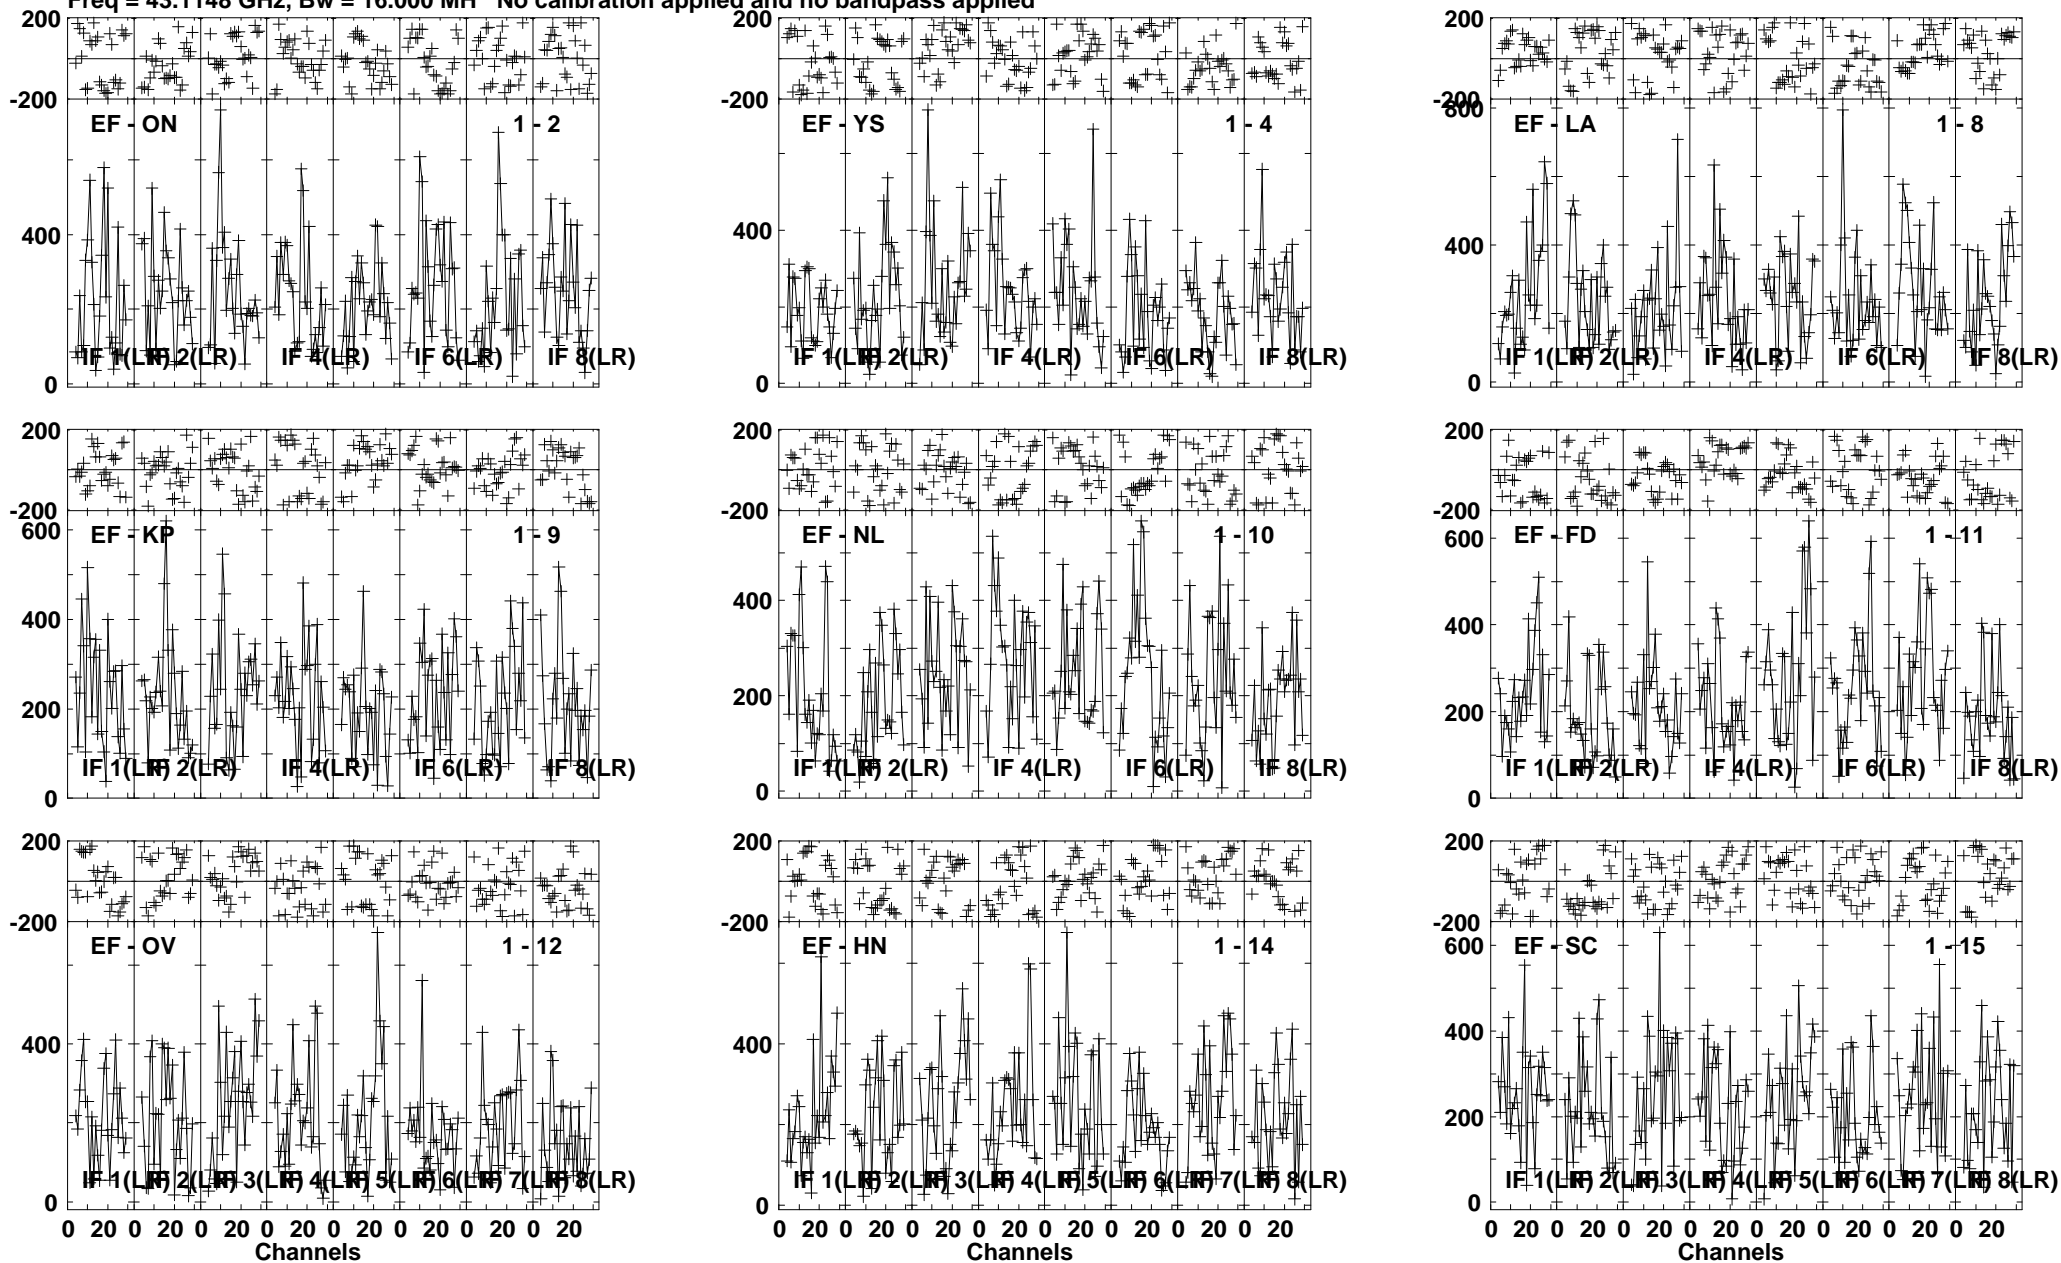 Freq = 43.1148 GHz, Bw = 16.000 MH No calibration applied and no bandpass applied
200
-200
EF - ON 1 - 2
400
0
IF 1(LR) IF 2(LR) IF 4(LR) IF 6(LR) IF 8(LR)
200
-200
EF - YS 1 - 4
400
0
IF 1(LR) IF 2(LR) IF 4(LR) IF 6(LR) IF 8(LR)
200
-200
800
EF - LA 1 - 8
400
0
IF 1(LR) IF 2(LR) IF 4(LR) IF 6(LR) IF 8(LR)
200
-200
600
EF - KP 1 - 9
400
200
0
IF 1(LR) IF 2(LR) IF 4(LR) IF 6(LR) IF 8(LR)
200
-200
EF - NL 1 - 10
400
200
0
IF 1(LR) IF 2(LR) IF 4(LR) IF 6(LR) IF 8(LR)
200
-200
600
EF - FD 1 - 11
400
200
0
IF 1(LR) IF 2(LR) IF 4(LR) IF 6(LR) IF 8(LR)
200
-200
EF - OV 1 - 12
400
0
IF 1(LR) IF 2(LR) IF 3(LR) IF 4(LR) IF 5(LR) IF 6(LR) IF 7(LR) IF 8(LR)
0 20 0 20 0 20 0 20 0 20 0 20 0 20 0 20
Channels
200
-200
EF - HN 1 - 14
400
0
IF 1(LR) IF 2(LR) IF 3(LR) IF 4(LR) IF 5(LR) IF 6(LR) IF 7(LR) IF 8(LR)
0 20 0 20 0 20 0 20 0 20 0 20 0 20 0 20
Channels
200
-200
600
EF - SC 1 - 15
400
200
0
IF 1(LR) IF 2(LR) IF 3(LR) IF 4(LR) IF 5(LR) IF 6(LR) IF 7(LR) IF 8(LR)
0 20 0 20 0 20 0 20 0 20 0 20 0 20 0 20
Channels